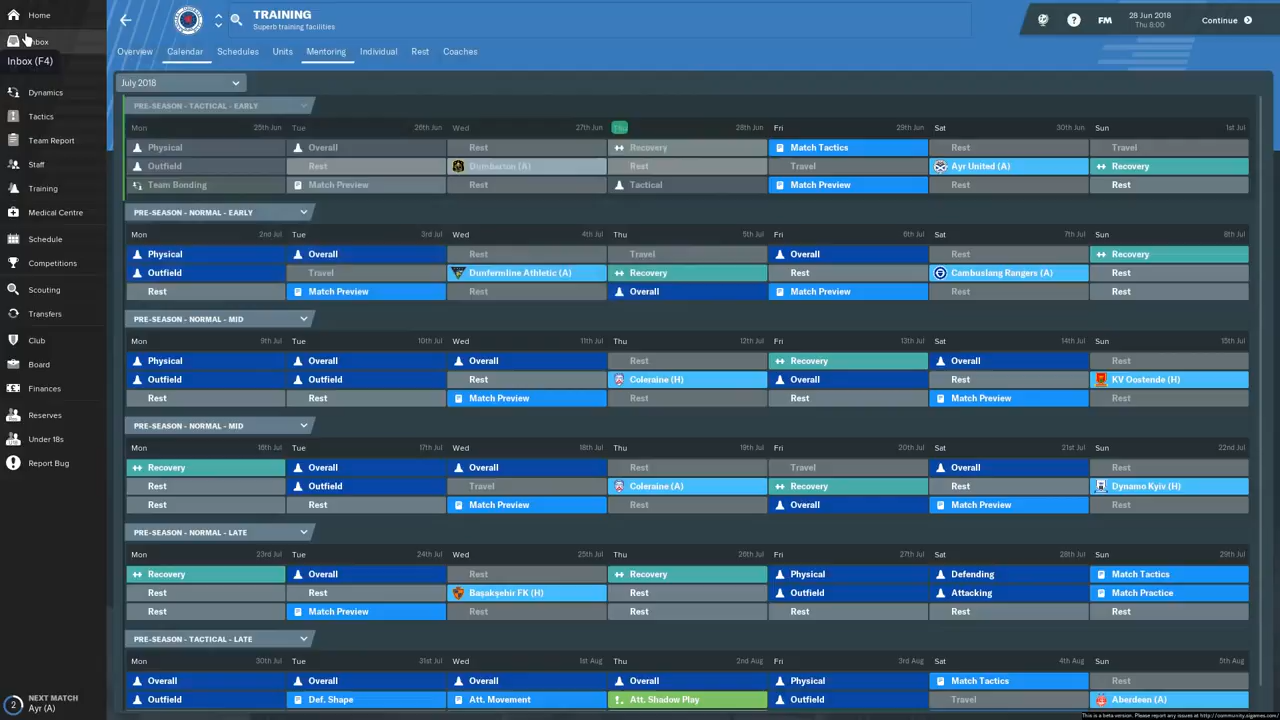 Home
TRAINING
Superb training facilities
FM
28 Jun 2018
Thu 8:00
Continue
Inbox
Inbox (F4)
Overview Calendar Schedules Units Mentoring Individual Rest Coaches
Dynamics
Tactics
Team Report
Staff
Training
Medical Centre
Schedule
Competitions
Scouting
Transfers
Club
Board
Finances
Reserves
Under 18s
Report Bug
2
NEXT MATCH
Ayr (A)
July 2018
PRE-SEASON - TACTICAL - EARLY
Mon 25th Jun Tue 26th Jun Wed 27th Jun Thu 28th Jun Fri 29th Jun Sat 30th Jun Sun 1st Jul
Physical Overall Rest Recovery Match Tactics Rest Travel
Outfield Rest Dumbarton (A) Rest Travel Ayr United (A) Recovery
Team Bonding Match Preview Rest Tactical Match Preview Rest Rest
PRE-SEASON - NORMAL - EARLY
Mon 2nd Jul Tue 3rd Jul Wed 4th Jul Thu 5th Jul Fri 6th Jul Sat 7th Jul Sun 8th Jul
Physical Overall Rest Travel Overall Rest Recovery
Outfield Travel Dunfermline Athletic (A) Recovery Rest Cambuslang Rangers (A) Rest
Rest Match Preview Rest Overall Match Preview Rest Rest
PRE-SEASON - NORMAL - MID
Mon 9th Jul Tue 10th Jul Wed 11th Jul Thu 12th Jul Fri 13th Jul Sat 14th Jul Sun 15th Jul
Physical Overall Overall Rest Recovery Overall Rest
Outfield Outfield Rest Coleraine (H) Outfield Rest KV Oostende (H)
Rest Rest Match Preview Rest Rest Match Preview Rest
PRE-SEASON - NORMAL - MID
Mon 16th Jul Tue 17th Jul Wed 18th Jul Thu 19th Jul Fri 20th Jul Sat 21st Jul Sun 22nd Jul
Recovery Overall Overall Rest Travel Overall Rest
Rest Outfield Travel Coleraine (A) Recovery Rest Dynamo Kyiv (H)
Rest Rest Match Preview Rest Overall Match Preview Rest
PRE-SEASON - NORMAL - LATE
Mon 23rd Jul Tue 24th Jul Wed 25th Jul Thu 26th Jul Fri 27th Jul Sat 28th Jul Sun 29th Jul
Recovery Overall Rest Recovery Physical Defending Match Tactics
Rest Rest Başakşehir FK (H) Rest Outfield Attacking Match Practice
Rest Match Preview Rest Rest Rest Rest Rest
PRE-SEASON - TACTICAL - LATE
Mon 30th Jul Tue 31st Jul Wed 1st Aug Thu 2nd Aug Fri 3rd Aug Sat 4th Aug Sun 5th Aug
Overall Overall Overall Overall Physical Match Tactics Rest
Outfield Def. Shape Att. Movement Att. Shadow Play Outfield Travel Aberdeen (A)
This is a beta version. Please report any issues at http://community.sigames.com/